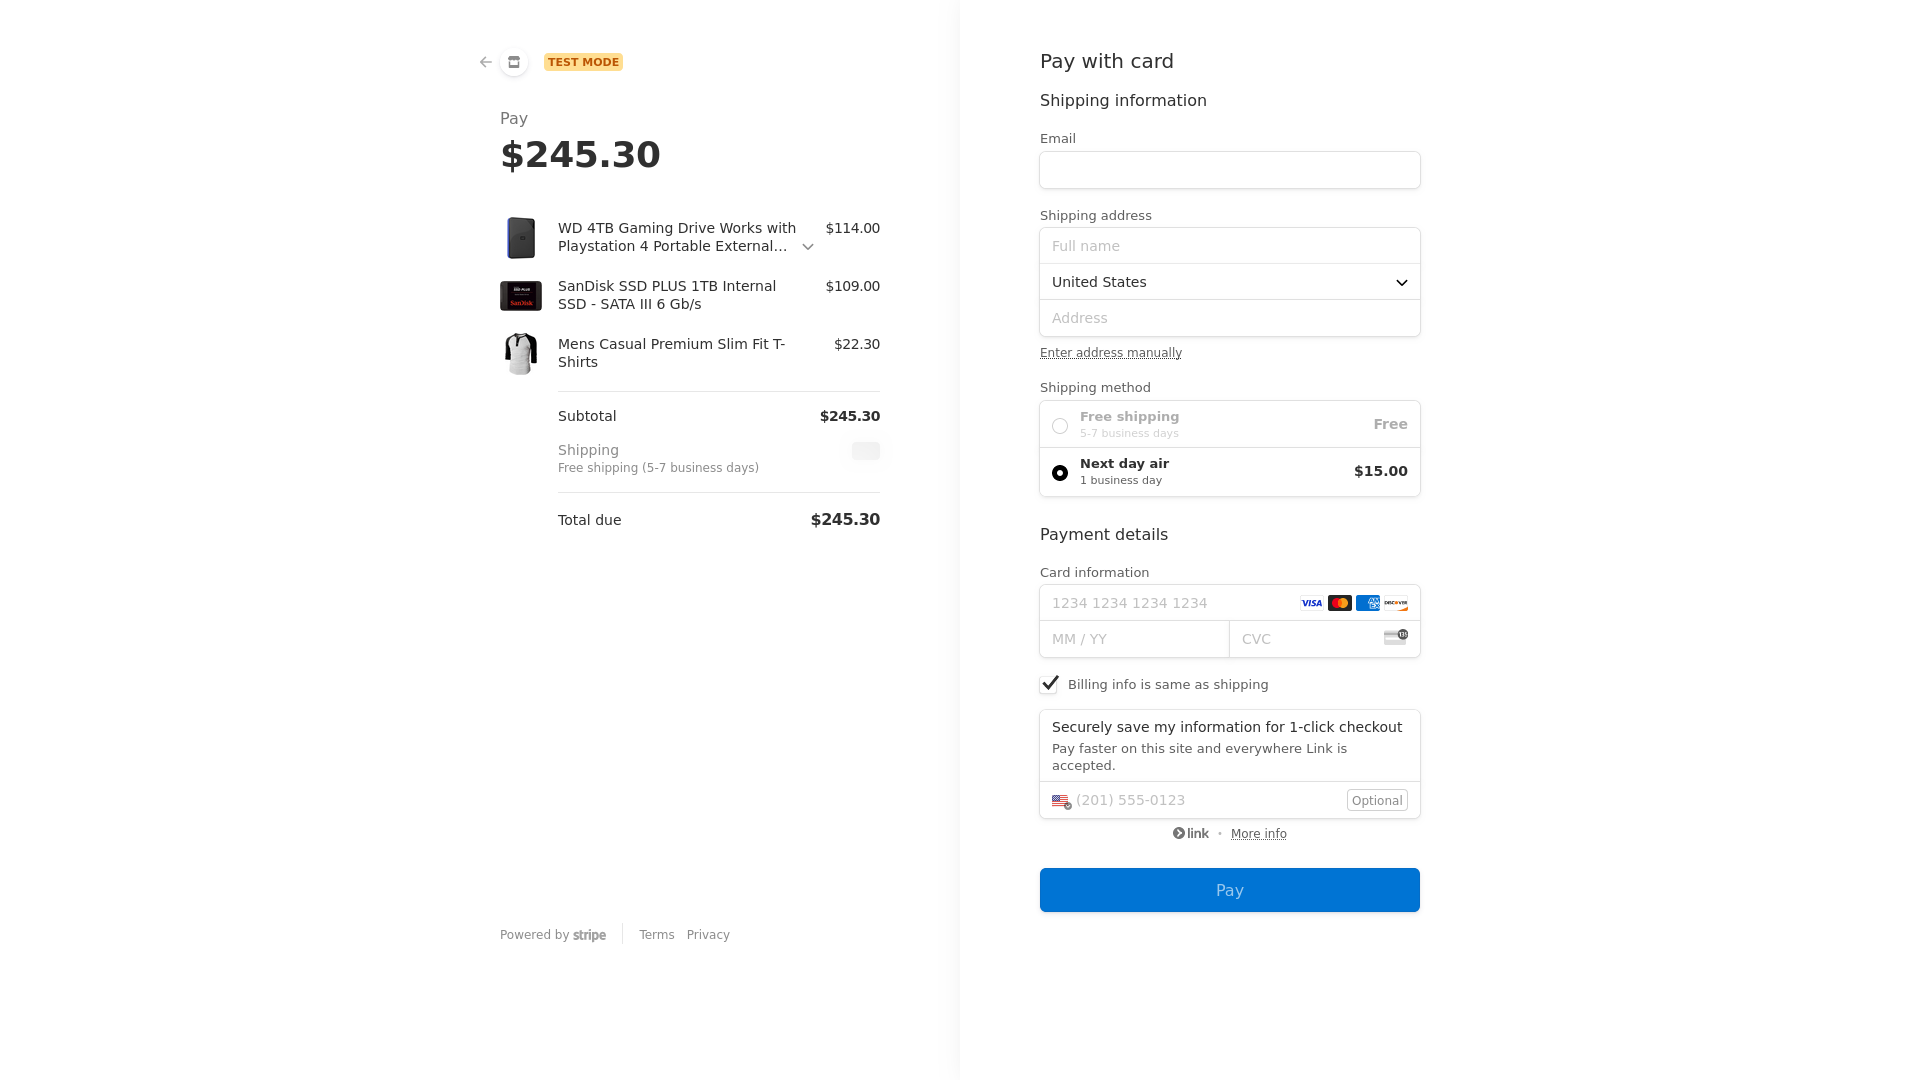 TEST MODE
Pay
$245.30
WD 4TB Gaming Drive Works with $114.00
Playstation 4 Portable External...
SanDisk SSD PLUS 1TB Internal $109.00
SSD - SATA III 6 Gb/s
Mens Casual Premium Slim Fit T- $22.30
Shirts
Subtotal $245.30
Shipping
Free shipping (5-7 business days)
Total due $245.30
Powered by stripe
Terms Privacy
Pay with card
Shipping information
Email
Shipping address
Full name
United States
Address
Enter address manually
Shipping method
Free shipping Free
5-7 business days
Next day air $15.00
1 business day
Payment details
Card information
1234 1234 1234 1234 VISA AMEX DISCOVER
MM / YY CVC 135
Billing info is same as shipping
Securely save my information for 1-click checkout
Pay faster on this site and everywhere Link is
accepted.
(201) 555-0123 Optional
link • More info
Pay